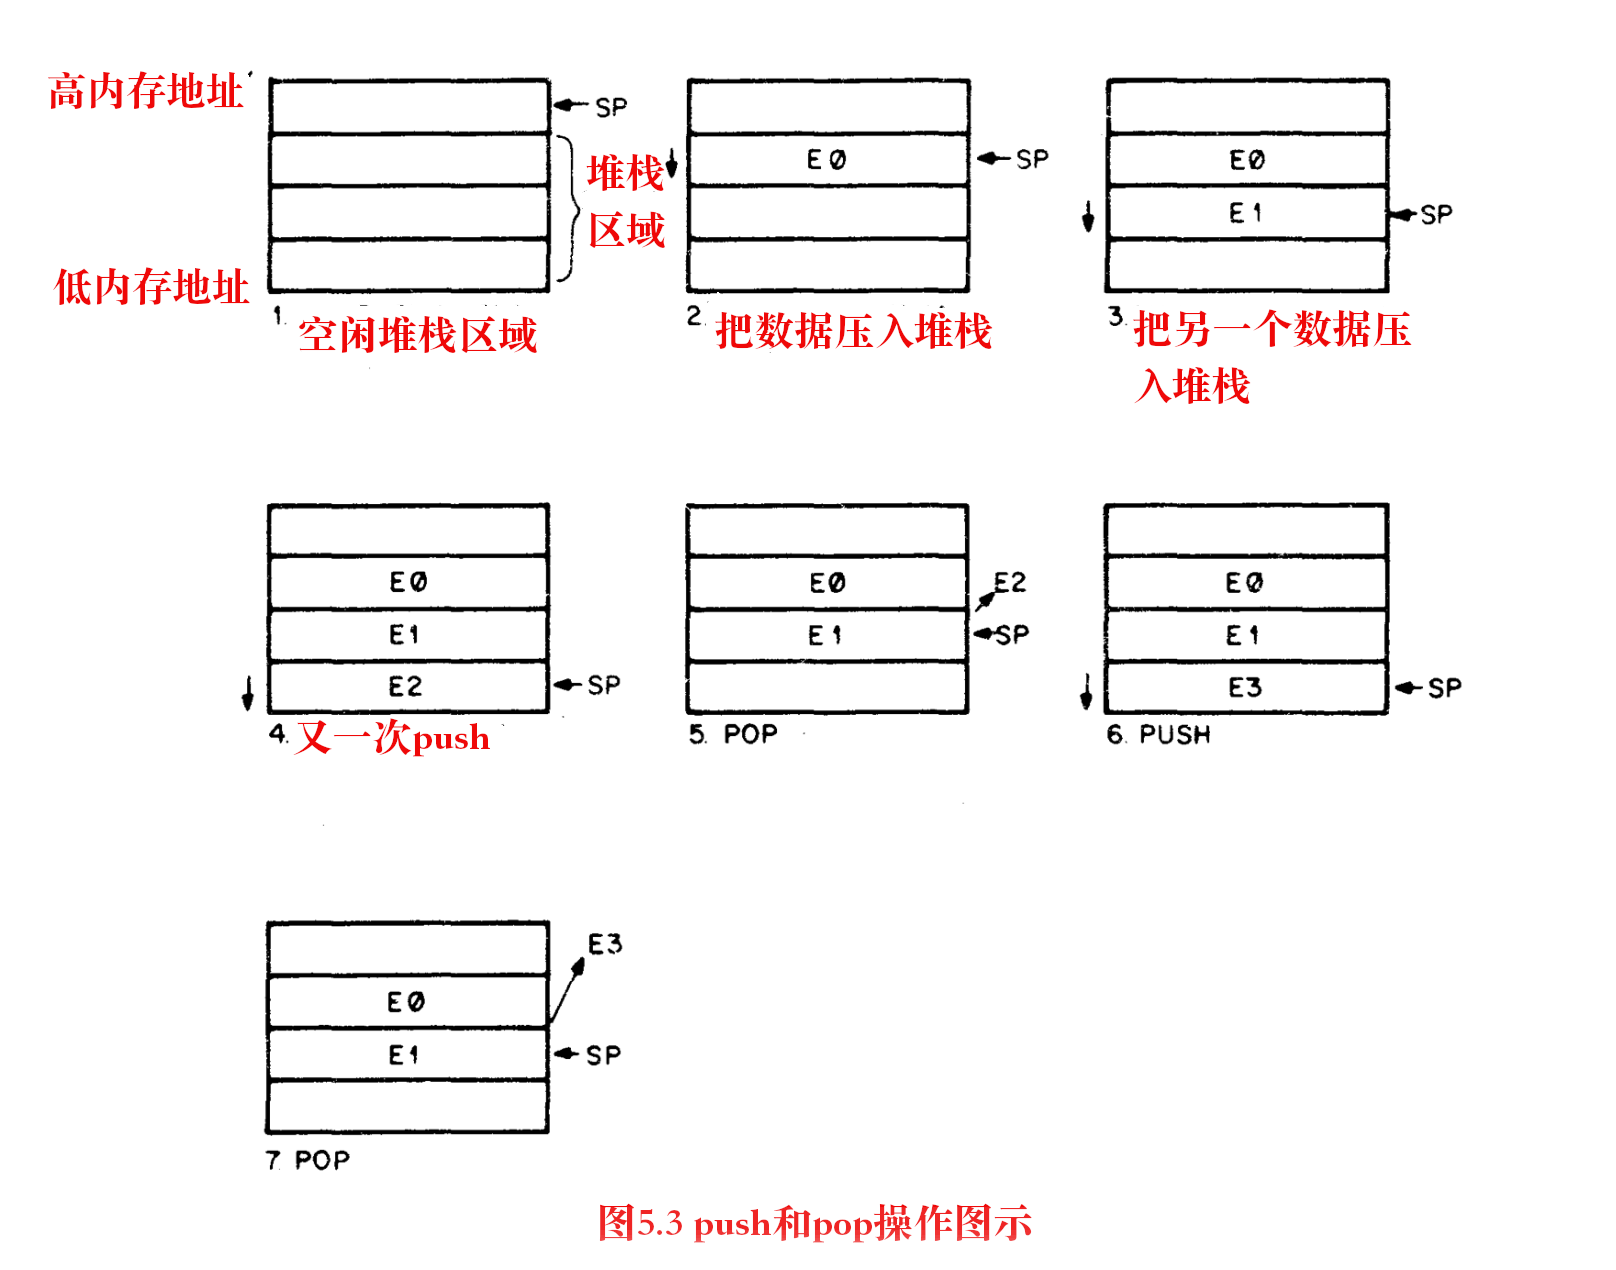 高内存地址
SP
堆栈
区域
低内存地址
1. 空闲堆栈区域
E0
SP
2. 把数据压入堆栈
E0
E1
SP
3. 把另一个数据压
入堆栈
E0
E1
E2
SP
4. 又一次push
E0
E2
E1
SP
5. POP
E0
E1
E3
SP
6. PUSH
E3
E0
E1
SP
7 POP
图5.3 push和pop操作图示